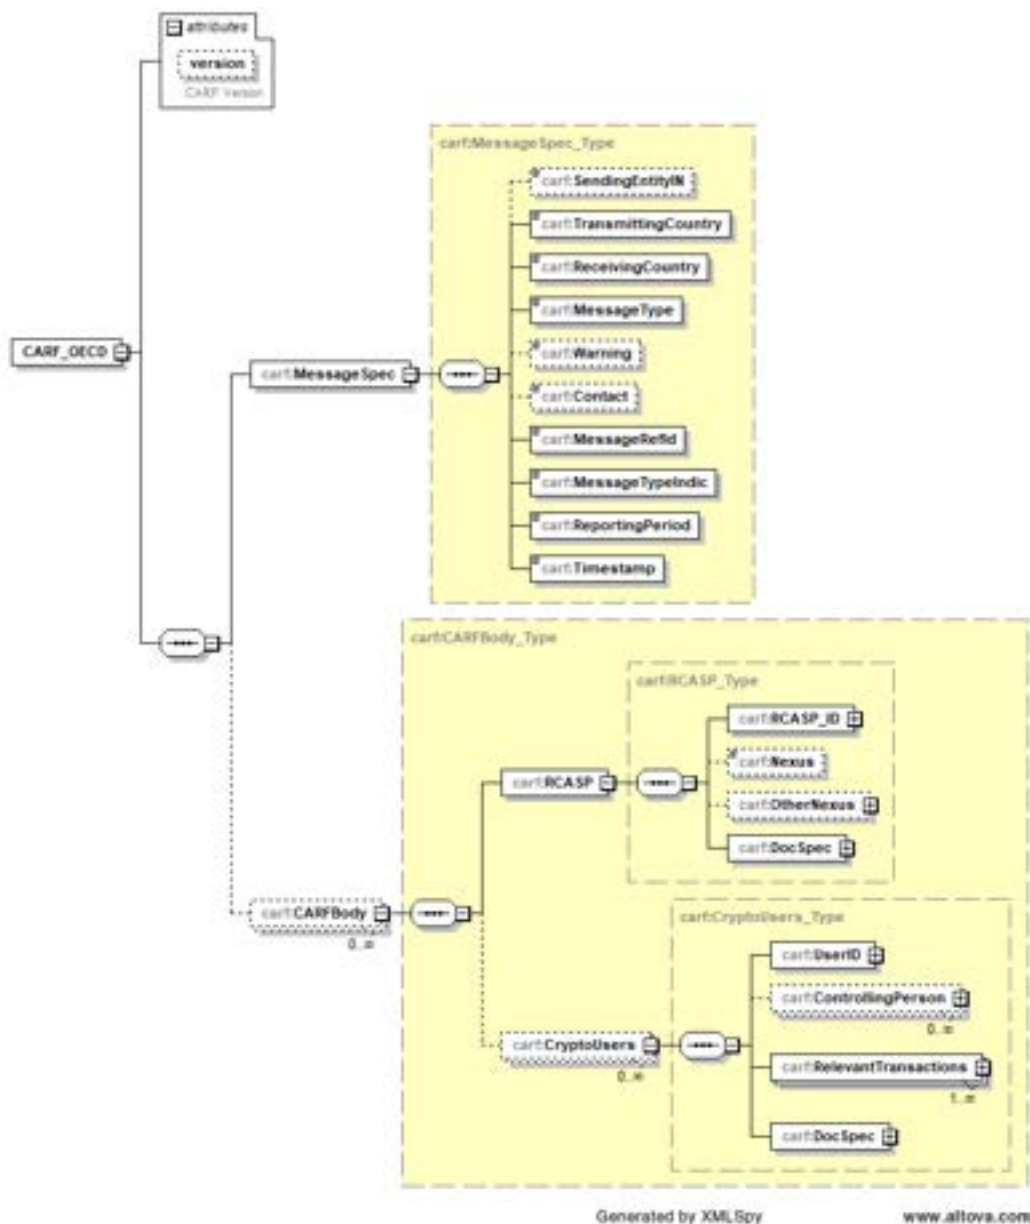 attributes
version
CARF Version
carf:MessageSpec_Type
carf:SendingEntityIN
carf:TransmittingCountry
carf:ReceivingCountry
carf:MessageType
CARF_OECD
carf:Warning
carf:MessageSpec
carf:Contact
carf:MessageRefId
carf:MessageTypeIndic
carf:ReportingPeriod
carf:Timestamp
carf:CARFBody_Type
carf:RCASP_Type
carf:RCASP_ID
carf:Nexus
carf:RCASP
carf:OtherNexus
carf:DocSpec
carf:CARFBody
0..∞
carf:CryptoUsers_Type
carf:UserID
carf:ControllingPerson
0..∞
carf:CryptoUsers
0..∞
carf:RelevantTransactions
1..∞
carf:DocSpec
Generated by XMLSpy
www.altova.com